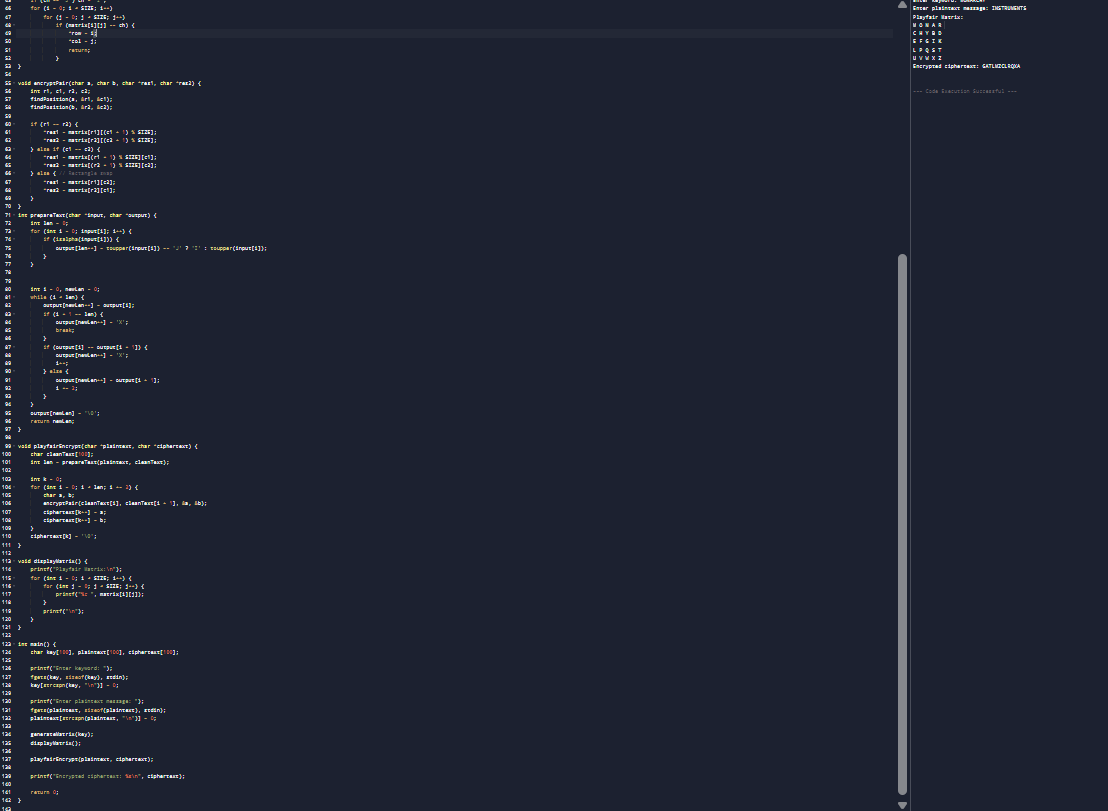 46 for (i = 0; i < SIZE; i++)
47 for (j = 0; j < SIZE; j++)
48 if (matrix[i][j] == ch) {
49 *row = i;
50 *col = j;
51 return;
52 }
53 }
54
55 void encryptPair(char a, char b, char *res1, char *res2) {
56 int r1, c1, r2, c2;
57 findPosition(a, &r1, &c1);
58 findPosition(b, &r2, &c2);
59
60 if (r1 == r2) {
61 *res1 = matrix[r1][(c1 + 1) % SIZE];
62 *res2 = matrix[r2][(c2 + 1) % SIZE];
63 } else if (c1 == c2) {
64 *res1 = matrix[(r1 + 1) % SIZE][c1];
65 *res2 = matrix[(r2 + 1) % SIZE][c2];
66 } else { // Rectangle swap
67 *res1 = matrix[r1][c2];
68 *res2 = matrix[r2][c1];
69 }
70 }
71 int prepareText(char *input, char *output) {
72 int len = 0;
73 for (int i = 0; input[i]; i++) {
74 if (isalpha(input[i])) {
75 output[len++] = toupper(input[i]) == 'J' ? 'I' : toupper(input[i]);
76 }
77 }
78
79
80 int i = 0, newLen = 0;
81 while (i < len) {
82 output[newLen++] = output[i];
83 if (i + 1 == len) {
84 output[newLen++] = 'X';
85 break;
86 }
87 if (output[i] == output[i + 1]) {
88 output[newLen++] = 'X';
89 i++;
90 } else {
91 output[newLen++] = output[i + 1];
92 i += 2;
93 }
94 }
95 output[newLen] = '\0';
96 return newLen;
97 }
98
99 void playfairEncrypt(char *plaintext, char *ciphertext) {
100 char cleanText[100];
101 int len = prepareText(plaintext, cleanText);
102
103 int k = 0;
104 for (int i = 0; i < len; i += 2) {
105 char a, b;
106 encryptPair(cleanText[i], cleanText[i + 1], &a, &b);
107 ciphertext[k++] = a;
108 ciphertext[k++] = b;
109 }
110 ciphertext[k] = '\0';
111 }
112
113 void displayMatrix() {
114 printf("Playfair Matrix:\n");
115 for (int i = 0; i < SIZE; i++) {
116 for (int j = 0; j < SIZE; j++) {
117 printf("%c ", matrix[i][j]);
118 }
119 printf("\n");
120 }
121 }
122
123 int main() {
124 char key[100], plaintext[100], ciphertext[100];
125
126 printf("Enter keyword: ");
127 fgets(key, sizeof(key), stdin);
128 key[strcspn(key, "\n")] = 0;
129
130 printf("Enter plaintext message: ");
131 fgets(plaintext, sizeof(plaintext), stdin);
132 plaintext[strcspn(plaintext, "\n")] = 0;
133
134 generateMatrix(key);
135 displayMatrix();
136
137 playfairEncrypt(plaintext, ciphertext);
138
139 printf("Encrypted ciphertext: %s\n", ciphertext);
140
141 return 0;
142 }
Enter plaintext message: INSTRUMENTS
Playfair Matrix:
M O N A R
C H Y B D
E F G I K
L P Q S T
U V W X Z
Encrypted ciphertext: GATLMZCLRQXA
=== Code Execution Successful ===